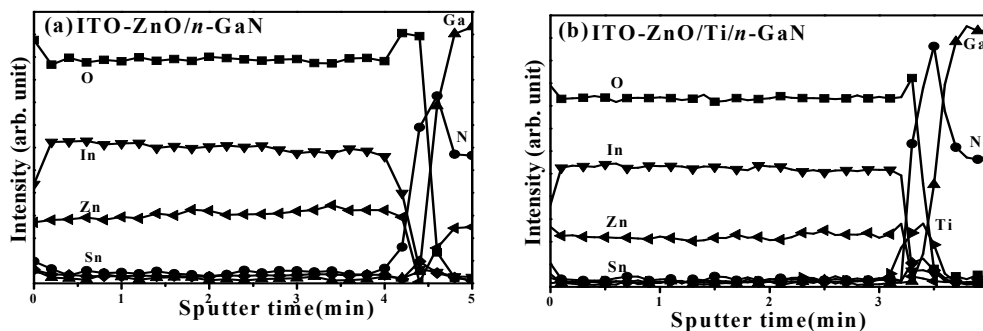 (a) ITO-ZnO/n-GaN
Ga
O
In
N
Zn
Sn
Intensity (arb. unit)
0 1 2 3 4 5
Sputter time(min)
(b) ITO-ZnO/Ti/n-GaN
Ga
O
In
N
Zn
Ti
Sn
Intensity (arb. unit)
0 1 2 3
Sputter time (min)